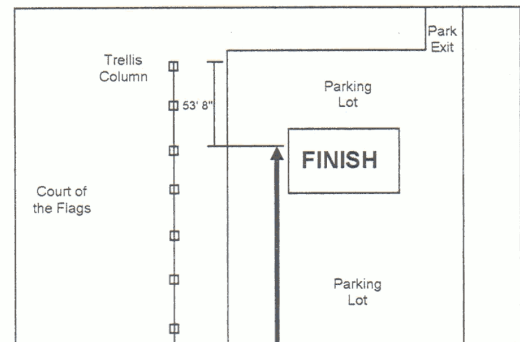 Park
Exit
Trellis
Column
Parking
Lot
53' 8"
FINISH
Court of
the Flags
Parking
Lot